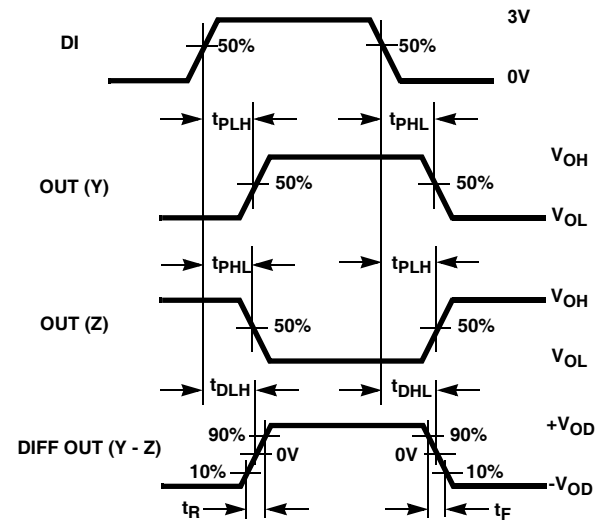 3V
DI
50%
50%
0V
tPLH
tPHL
VOH
OUT (Y)
50%
50%
VOL
tPHL
tPLH
VOH
OUT (Z)
50%
50%
VOL
tDLH
tDHL
+VOD
90%
90%
DIFF OUT (Y - Z)
0V
0V
10%
10%
-VOD
tR
tF